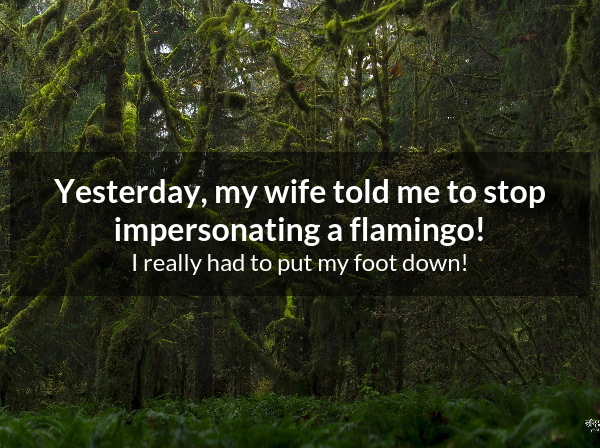 Yesterday, my wife told me to stop
impersonating a flamingo!
I really had to put my foot down!